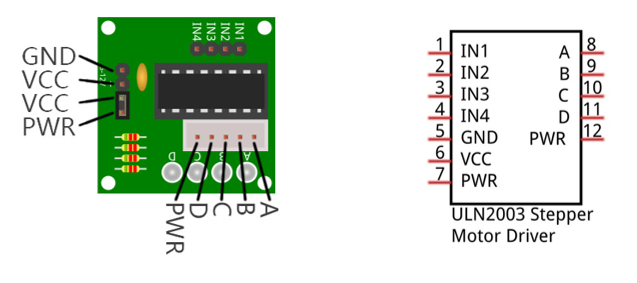 IN4
IN3
IN2
IN1
GND
VCC
VCC
PWR
D
C
B
A
PWR
D
C
B
A
1 IN1 A 8
2 IN2 B 9
3 IN3 C 10
4 IN4 D 11
5 GND PWR 12
6 VCC
7 PWR
ULN2003 Stepper
Motor Driver